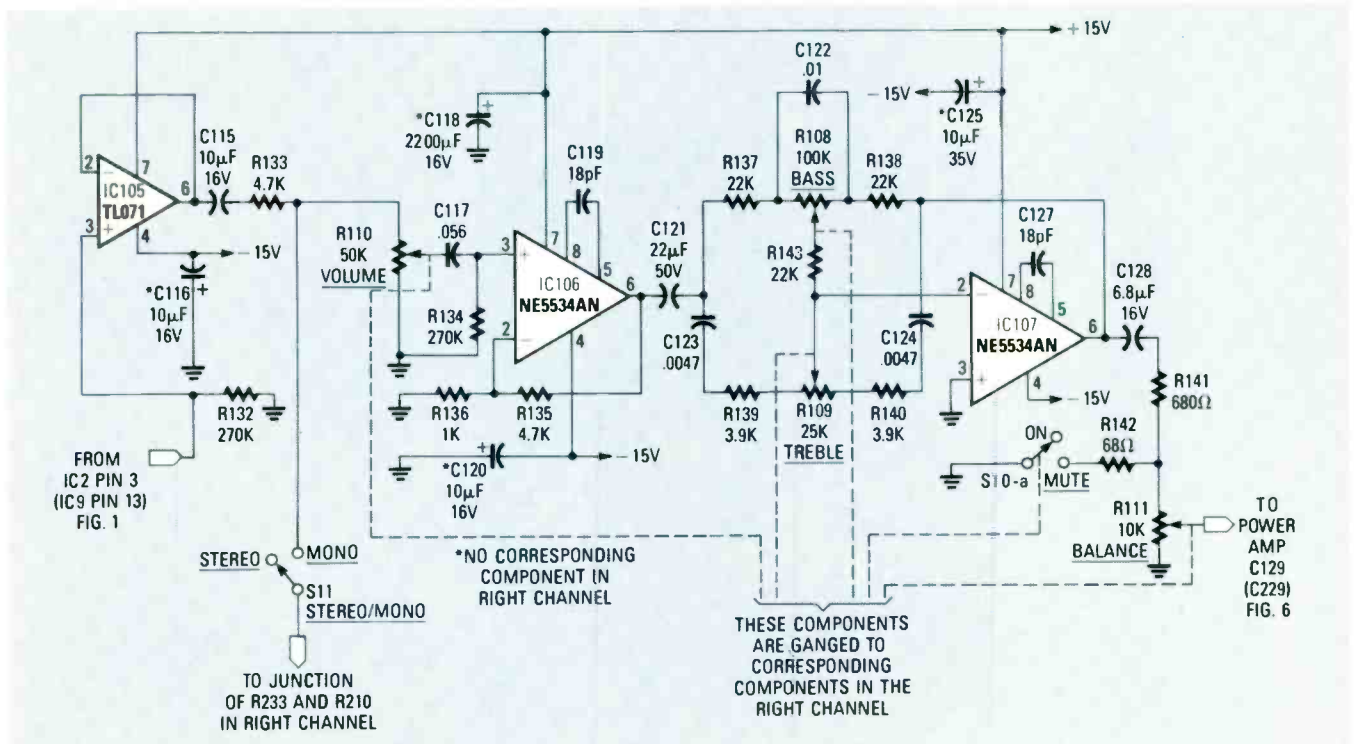 + 15V
C122
.01
- 15V
*C125
10µF
35V
*C118
2200µF
16V
C115
10µF
16V
R133
4.7K
C119
18pF
R137
22K
R108
100K
BASS
R138
22K
2
7
6
3
4
-
+
IC105
TL071
- 15V
*C116
10µF
16V
R110
50K
VOLUME
C117
.056
R134
270K
3
+
7
8
5
6
2
-
4
IC106
NE5534AN
C121
22µF
50V
R143
22K
C127
18pF
2
-
7
8
5
6
3
+
4
IC107
NE5534AN
C128
6.8µF
16V
C123
.0047
C124
.0047
R132
270K
R136
1K
R135
4.7K
R139
3.9K
R109
25K
TREBLE
R140
3.9K
- 15V
R141
680Ω
ON
R142
68Ω
S10-a
MUTE
*C120
10µF
16V
- 15V
FROM
IC2 PIN 3
(IC9 PIN 13)
FIG. 1
R111
10K
BALANCE
TO
POWER
AMP
C129
(C229)
FIG. 6
STEREO
MONO
S11
STEREO/MONO
*NO CORRESPONDING
COMPONENT IN
RIGHT CHANNEL
THESE COMPONENTS
ARE GANGED TO
CORRESPONDING
COMPONENTS IN THE
RIGHT CHANNEL
TO JUNCTION
OF R233 AND R210
IN RIGHT CHANNEL